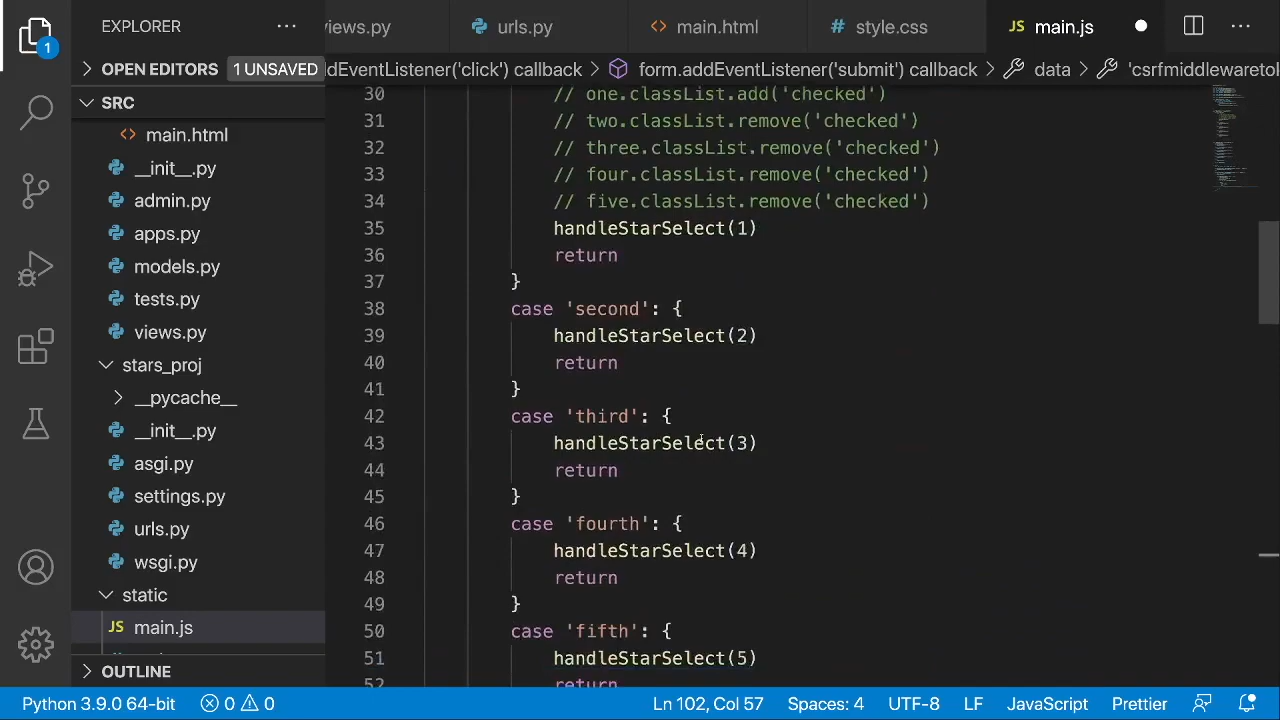 EXPLORER
views.py
urls.py
main.html
style.css
JS main.js
1
OPEN EDITORS 1 UNSAVED
ddEventListener('click') callback > form.addEventListener('submit') callback > data > 'csrfmiddlewareto
SRC
main.html
__init__.py
admin.py
apps.py
models.py
tests.py
views.py
stars_proj
__pycache__
__init__.py
asgi.py
settings.py
urls.py
wsgi.py
static
JS main.js
OUTLINE
30 // one.classList.add('checked')
31 // two.classList.remove('checked')
32 // three.classList.remove('checked')
33 // four.classList.remove('checked')
34 // five.classList.remove('checked')
35 handleStarSelect(1)
36 return
37 }
38 case 'second': {
39 handleStarSelect(2)
40 return
41 }
42 case 'third': {
43 handleStarSelect(3)
44 return
45 }
46 case 'fourth': {
47 handleStarSelect(4)
48 return
49 }
50 case 'fifth': {
51 handleStarSelect(5)
52 return
Python 3.9.0 64-bit 0 0 Ln 102, Col 57 Spaces: 4 UTF-8 LF JavaScript Prettier